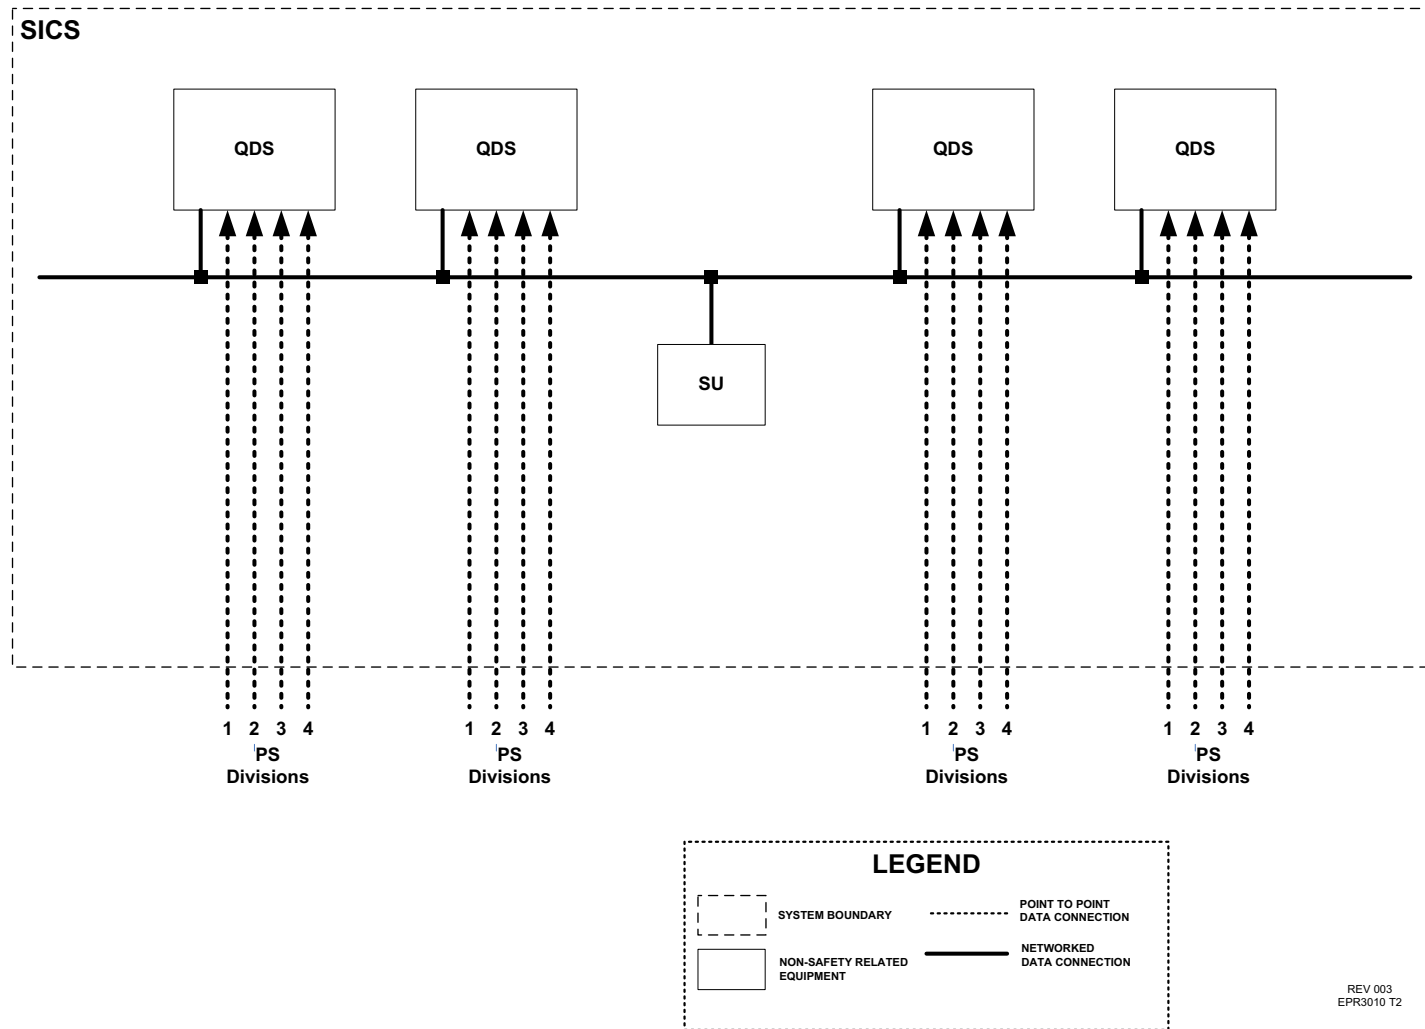 SICS
QDS
QDS
QDS
QDS
SU
1 2 3 4
PS
Divisions
1 2 3 4
PS
Divisions
1 2 3 4
PS
Divisions
1 2 3 4
PS
Divisions
LEGEND
SYSTEM BOUNDARY
POINT TO POINT
DATA CONNECTION
NON-SAFETY RELATED
EQUIPMENT
NETWORKED
DATA CONNECTION
REV 003
EPR3010 T2